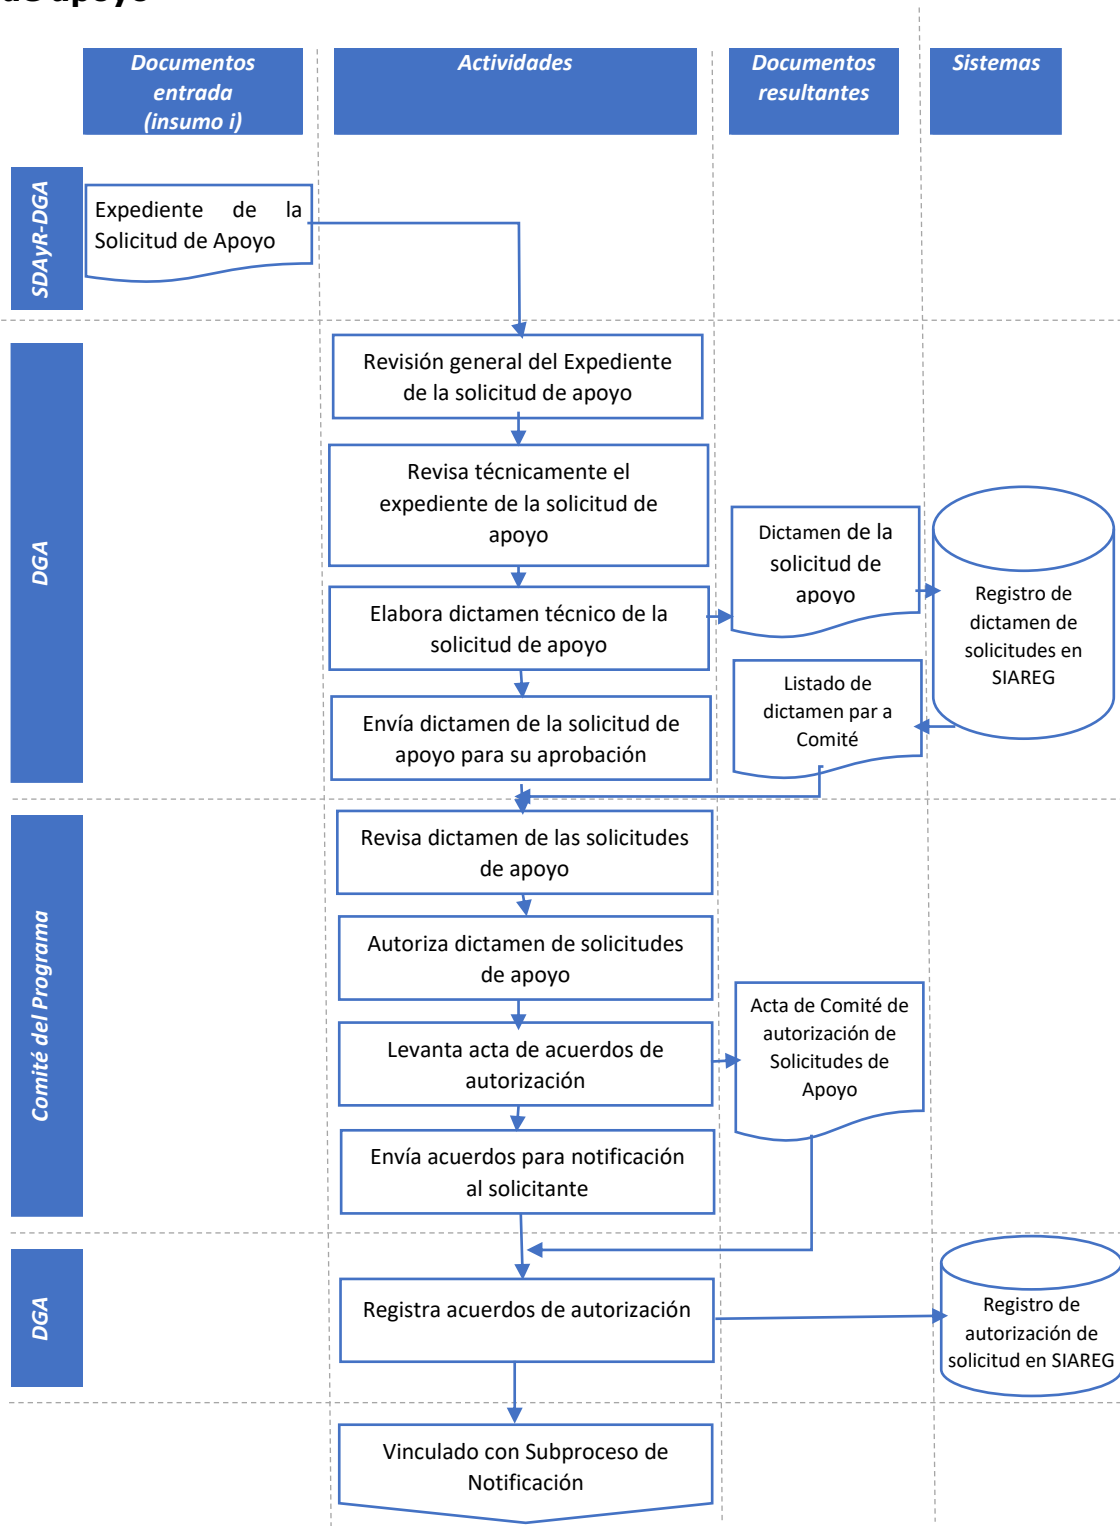 de apoyo
Documentos
entrada
(insumo i)
Actividades
Documentos
resultantes
Sistemas
SDAyR-DGA
Expediente de la
Solicitud de Apoyo
DGA
Revisión general del Expediente
de la solicitud de apoyo
Revisa técnicamente el
expediente de la solicitud de
apoyo
Elabora dictamen técnico de la
solicitud de apoyo
Dictamen de la
solicitud de
apoyo
Registro de
dictamen de
solicitudes en
SIAREG
Envía dictamen de la solicitud de
apoyo para su aprobación
Listado de
dictamen par a
Comité
Comité del Programa
Revisa dictamen de las solicitudes
de apoyo
Autoriza dictamen de solicitudes
de apoyo
Levanta acta de acuerdos de
autorización
Acta de Comité de
autorización de
Solicitudes de
Apoyo
Envía acuerdos para notificación
al solicitante
DGA
Registra acuerdos de autorización
Registro de
autorización de
solicitud en SIAREG
Vinculado con Subproceso de
Notificación